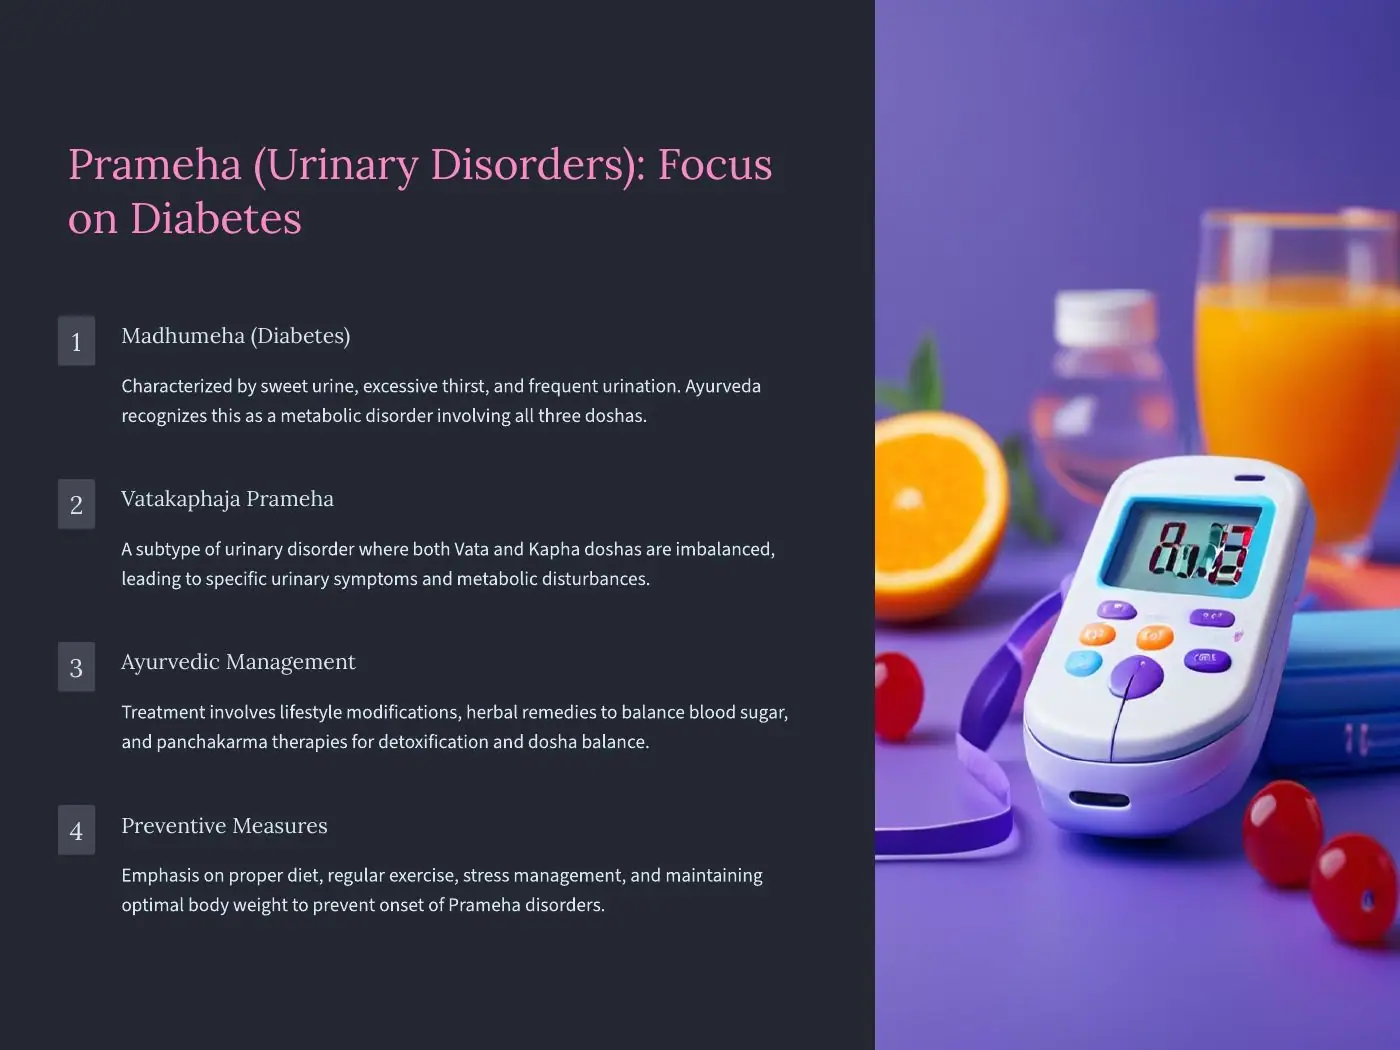 Prameha (Urinary Disorders): Focus
on Diabetes
1
Madhumeha (Diabetes)
Characterized by sweet urine, excessive thirst, and frequent urination. Ayurveda
recognizes this as a metabolic disorder involving all three doshas.
2
Vatakaphaja Prameha
A subtype of urinary disorder where both Vata and Kapha doshas are imbalanced,
leading to specific urinary symptoms and metabolic disturbances.
3
Ayurvedic Management
Treatment involves lifestyle modifications, herbal remedies to balance blood sugar,
and panchakarma therapies for detoxification and dosha balance.
4
Preventive Measures
Emphasis on proper diet, regular exercise, stress management, and maintaining
optimal body weight to prevent onset of Prameha disorders.